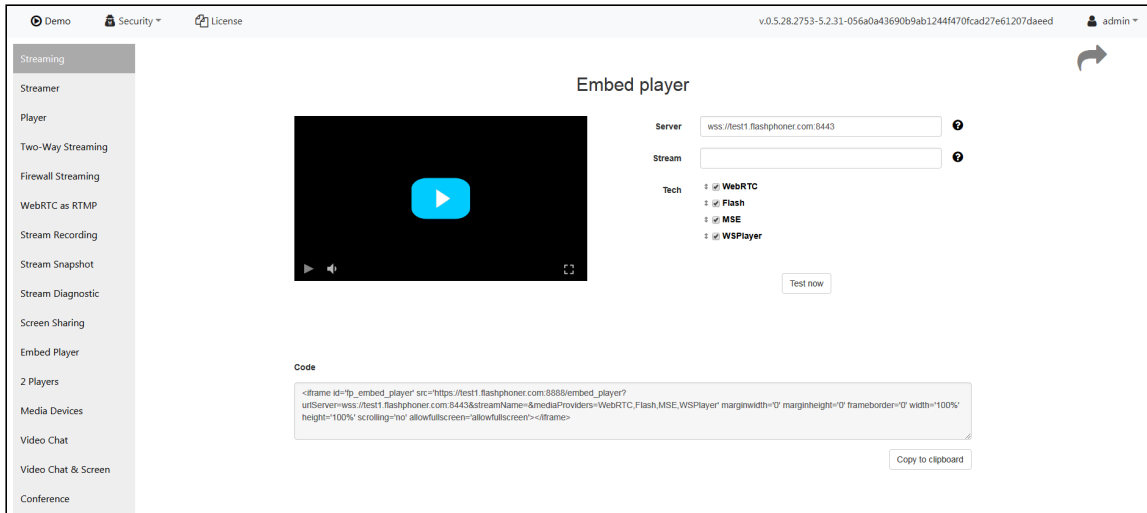 Demo Security License v.0.5.28.2753-5.2.31-056a0a43690b9ab1244f470fcad27e61207daeed admin
Streaming
Streamer
Player
Two-Way Streaming
Firewall Streaming
WebRTC as RTMP
Stream Recording
Stream Snapshot
Stream Diagnostic
Screen Sharing
Embed Player
2 Players
Media Devices
Video Chat
Video Chat & Screen
Conference
Embed player
Server wss://test1.flashphoner.com:8443
Stream
Tech WebRTC
Flash
MSE
WSPlayer
Test now
Code
<iframe id='fp_embed_player' src='https://test1.flashphoner.com:8888/embed_player?
urlServer=wss://test1.flashphoner.com:8443&streamName=&mediaProviders=WebRTC,Flash,MSE,WSPlayer' marginwidth='0' marginheight='0' frameborder='0' width='100%'
height='100%' scrolling='no' allowfullscreen='allowfullscreen'></iframe>
Copy to clipboard